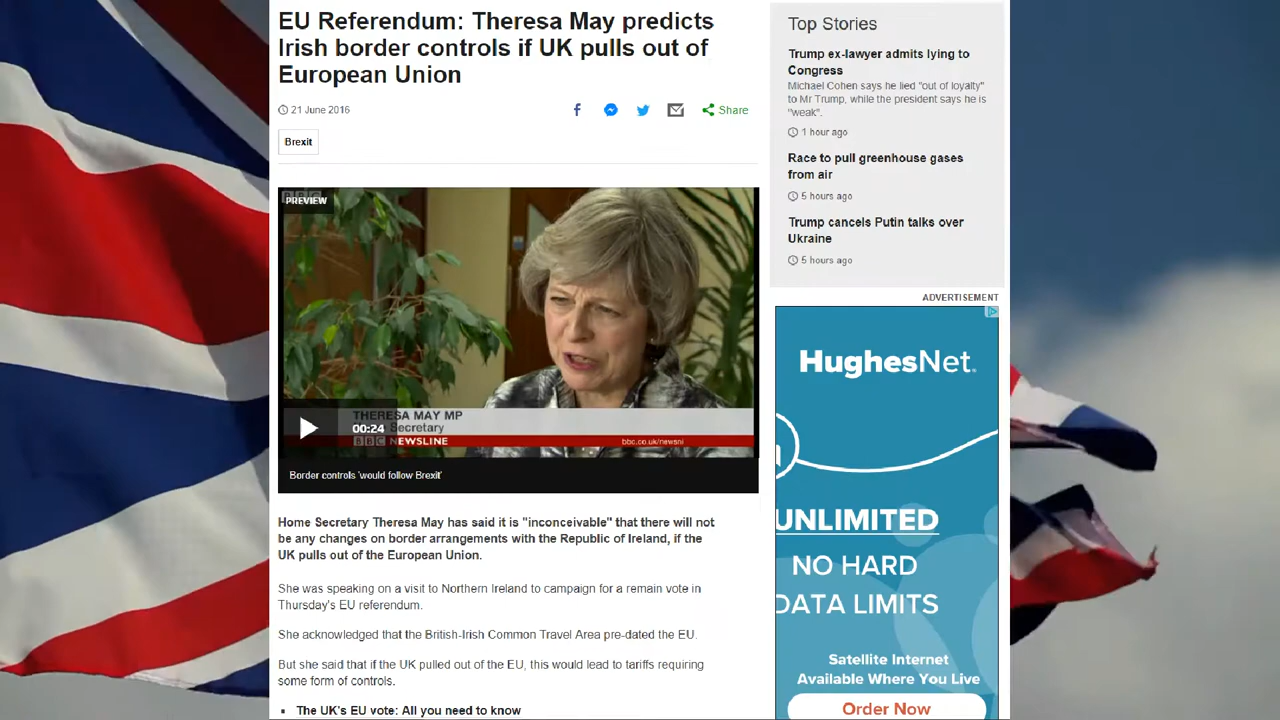 EU Referendum: Theresa May predicts
Irish border controls if UK pulls out of
European Union
21 June 2016
Share
Brexit
BBC
PREVIEW
THERESA MAY MP
00:24 Secretary
BBC NEWSLINE
bbc.co.uk/newsni
Border controls 'would follow Brexit'
Home Secretary Theresa May has said it is "inconceivable" that there will not
be any changes on border arrangements with the Republic of Ireland, if the
UK pulls out of the European Union.
She was speaking on a visit to Northern Ireland to campaign for a remain vote in
Thursday's EU referendum.
She acknowledged that the British-Irish Common Travel Area pre-dated the EU.
But she said that if the UK pulled out of the EU, this would lead to tariffs requiring
some form of controls.
The UK's EU vote: All you need to know
Top Stories
Trump ex-lawyer admits lying to
Congress
Michael Cohen says he lied "out of loyalty"
to Mr Trump, while the president says he is
"weak".
1 hour ago
Race to pull greenhouse gases
from air
5 hours ago
Trump cancels Putin talks over
Ukraine
5 hours ago
ADVERTISEMENT
HughesNet.
UNLIMITED
NO HARD
DATA LIMITS
Satellite Internet
Available Where You Live
Order Now